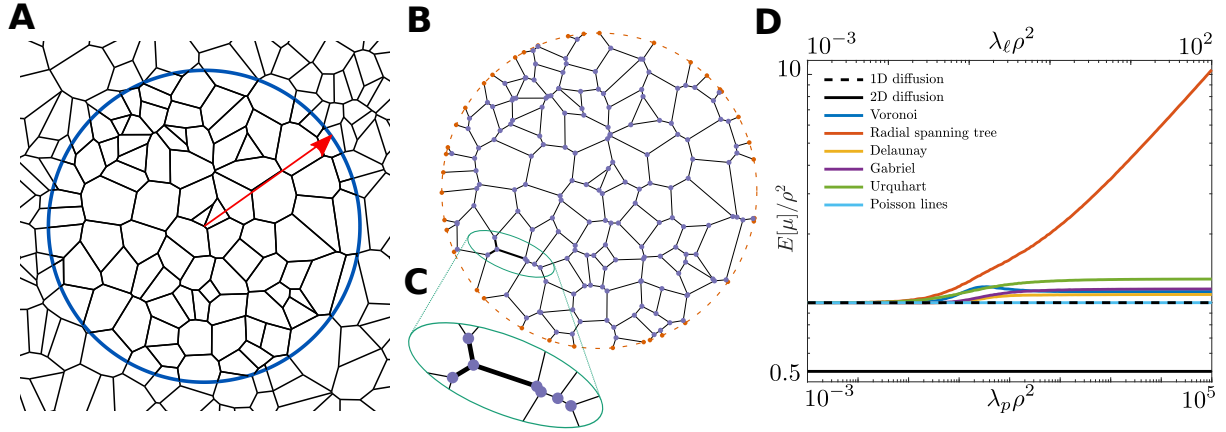 A
B
C
D
10⁻³ λₗρ² 10²
10
E[μ]/ρ²
0.5
1D diffusion
2D diffusion
Voronoi
Radial spanning tree
Delaunay
Gabriel
Urquhart
Poisson lines
10⁻³ λₚρ² 10⁵